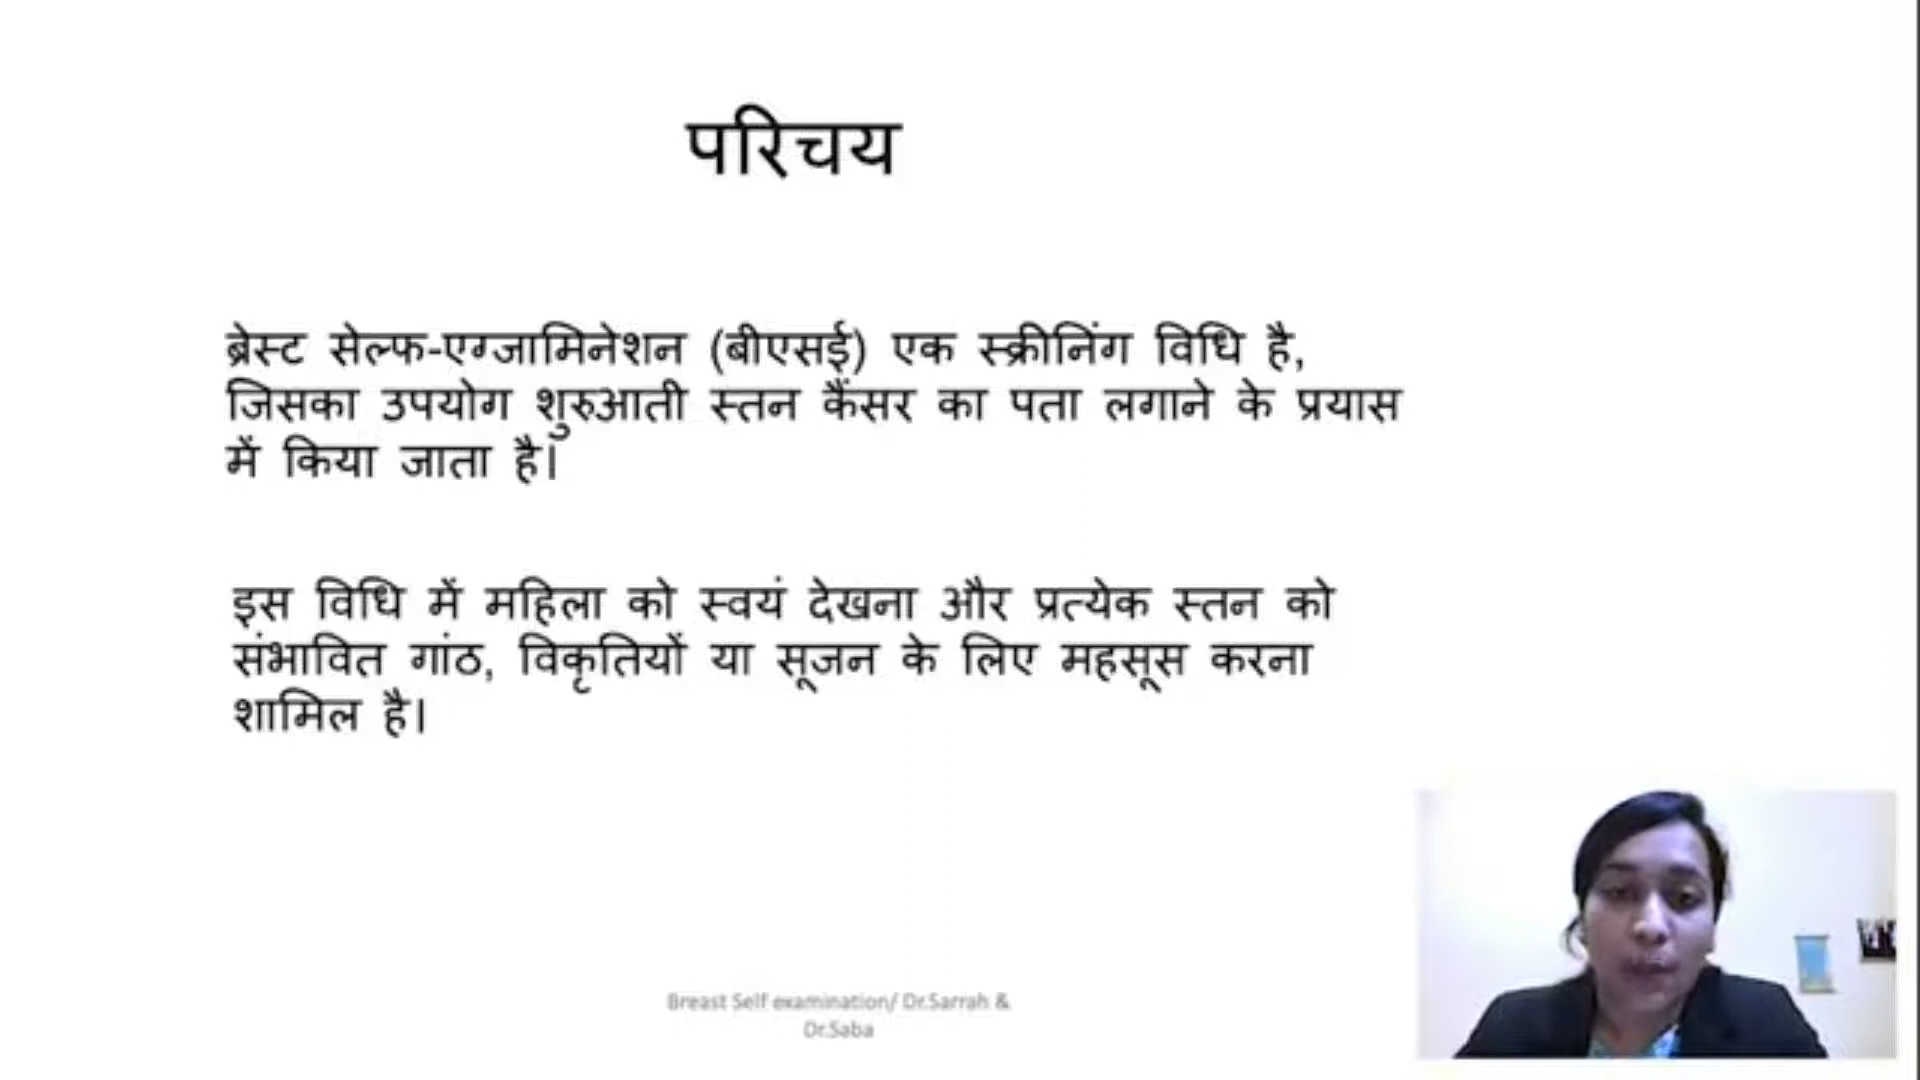 परिचय
ब्रेस्ट सेल्फ-एग्जामिनेशन (बीएसई) एक स्क्रीनिंग विधि है,
जिसका उपयोग शुरुआती स्तन कैंसर का पता लगाने के प्रयास
में किया जाता है।
इस विधि में महिला को स्वयं देखना और प्रत्येक स्तन को
संभावित गांठ, विकृतियों या सूजन के लिए महसूस करना
शामिल है।
Breast Self examination/ Dr.Sarrah &
Dr.Saba